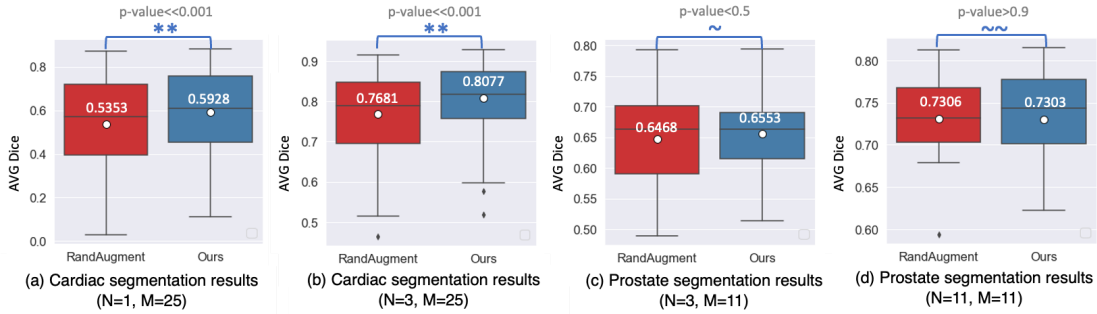 p-value<<0.001
**
AVG Dice
0.8
0.6
0.4
0.2
0.0
0.5353
0.5928
RandAugment Ours
(a) Cardiac segmentation results
(N=1, M=25)
p-value<<0.001
**
AVG Dice
0.9
0.8
0.7
0.6
0.5
0.7681
0.8077
RandAugment Ours
(b) Cardiac segmentation results
(N=3, M=25)
p-value<0.5
~
AVG Dice
0.80
0.75
0.70
0.65
0.60
0.55
0.50
0.6468
0.6553
RandAugment Ours
(c) Prostate segmentation results
(N=3, M=11)
p-value>0.9
~~
AVG Dice
0.80
0.75
0.70
0.65
0.60
0.7306
0.7303
RandAugment Ours
(d) Prostate segmentation results
(N=11, M=11)